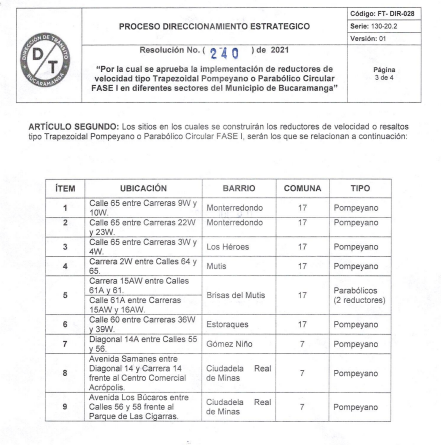 DIRECCIÓN DE TRÁNSITO
D/T
BUCARAMANGA
PROCESO DIRECCIONAMIENTO ESTRATEGICO
Código: FT- DIR-028
Serie: 130-20.2
Versión: 01
Resolución No. ( 240 ) de 2021
"Por la cual se aprueba la implementación de reductores de
velocidad tipo Trapezoidal Pompeyano o Parabólico Circular
FASE I en diferentes sectores del Municipio de Bucaramanga"
Página
3 de 4
ARTÍCULO SEGUNDO: Los sitios en los cuales se construirán los reductores de velocidad o resaltos
tipo Trapezoidal Pompeyano o Parabólico Circular FASE I, serán los que se relacionan a continuación:
ÍTEM UBICACIÓN BARRIO COMUNA TIPO
1 Calle 65 entre Carreras 9W y
10W. Monterredondo 17 Pompeyano
2 Calle 65 entre Carreras 22W
y 23W. Monterredondo 17 Pompeyano
3 Calle 65 entre Carreras 3W y
4W. Los Héroes 17 Pompeyano
4 Carrera 2W entre Calles 64 y
65. Mutis 17 Pompeyano
5 Carrera 15AW entre Calles
61A y 61.
Calle 61A entre Carreras
15AW y 16AW. Brisas del Mutis 17 Parabólicos
(2 reductores)
6 Calle 60 entre Carreras 36W
y 39W. Estoraques 17 Pompeyano
7 Diagonal 14A entre Calles 55
y 56. Gómez Niño 7 Pompeyano
8 Avenida Samanes entre
Diagonal 14 y Carrera 14
frente al Centro Comercial
Acrópolis. Ciudadela Real
de Minas 7 Pompeyano
9 Avenida Los Búcaros entre
Calles 56 y 58 frente al
Parque de Las Cigarras. Ciudadela Real
de Minas 7 Pompeyano